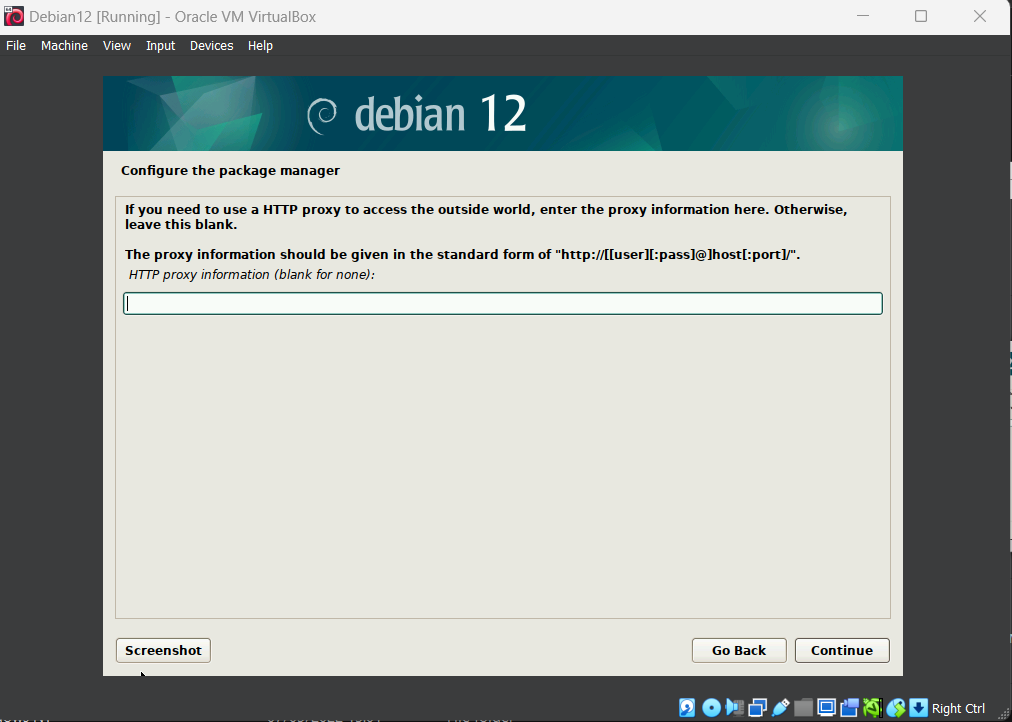 Debian12 [Running] - Oracle VM VirtualBox
File Machine View Input Devices Help
debian 12
Configure the package manager
If you need to use a HTTP proxy to access the outside world, enter the proxy information here. Otherwise,
leave this blank.
The proxy information should be given in the standard form of "http://[[user][:pass]@]host[:port]/".
HTTP proxy information (blank for none):
Screenshot Go Back Continue
Right Ctrl